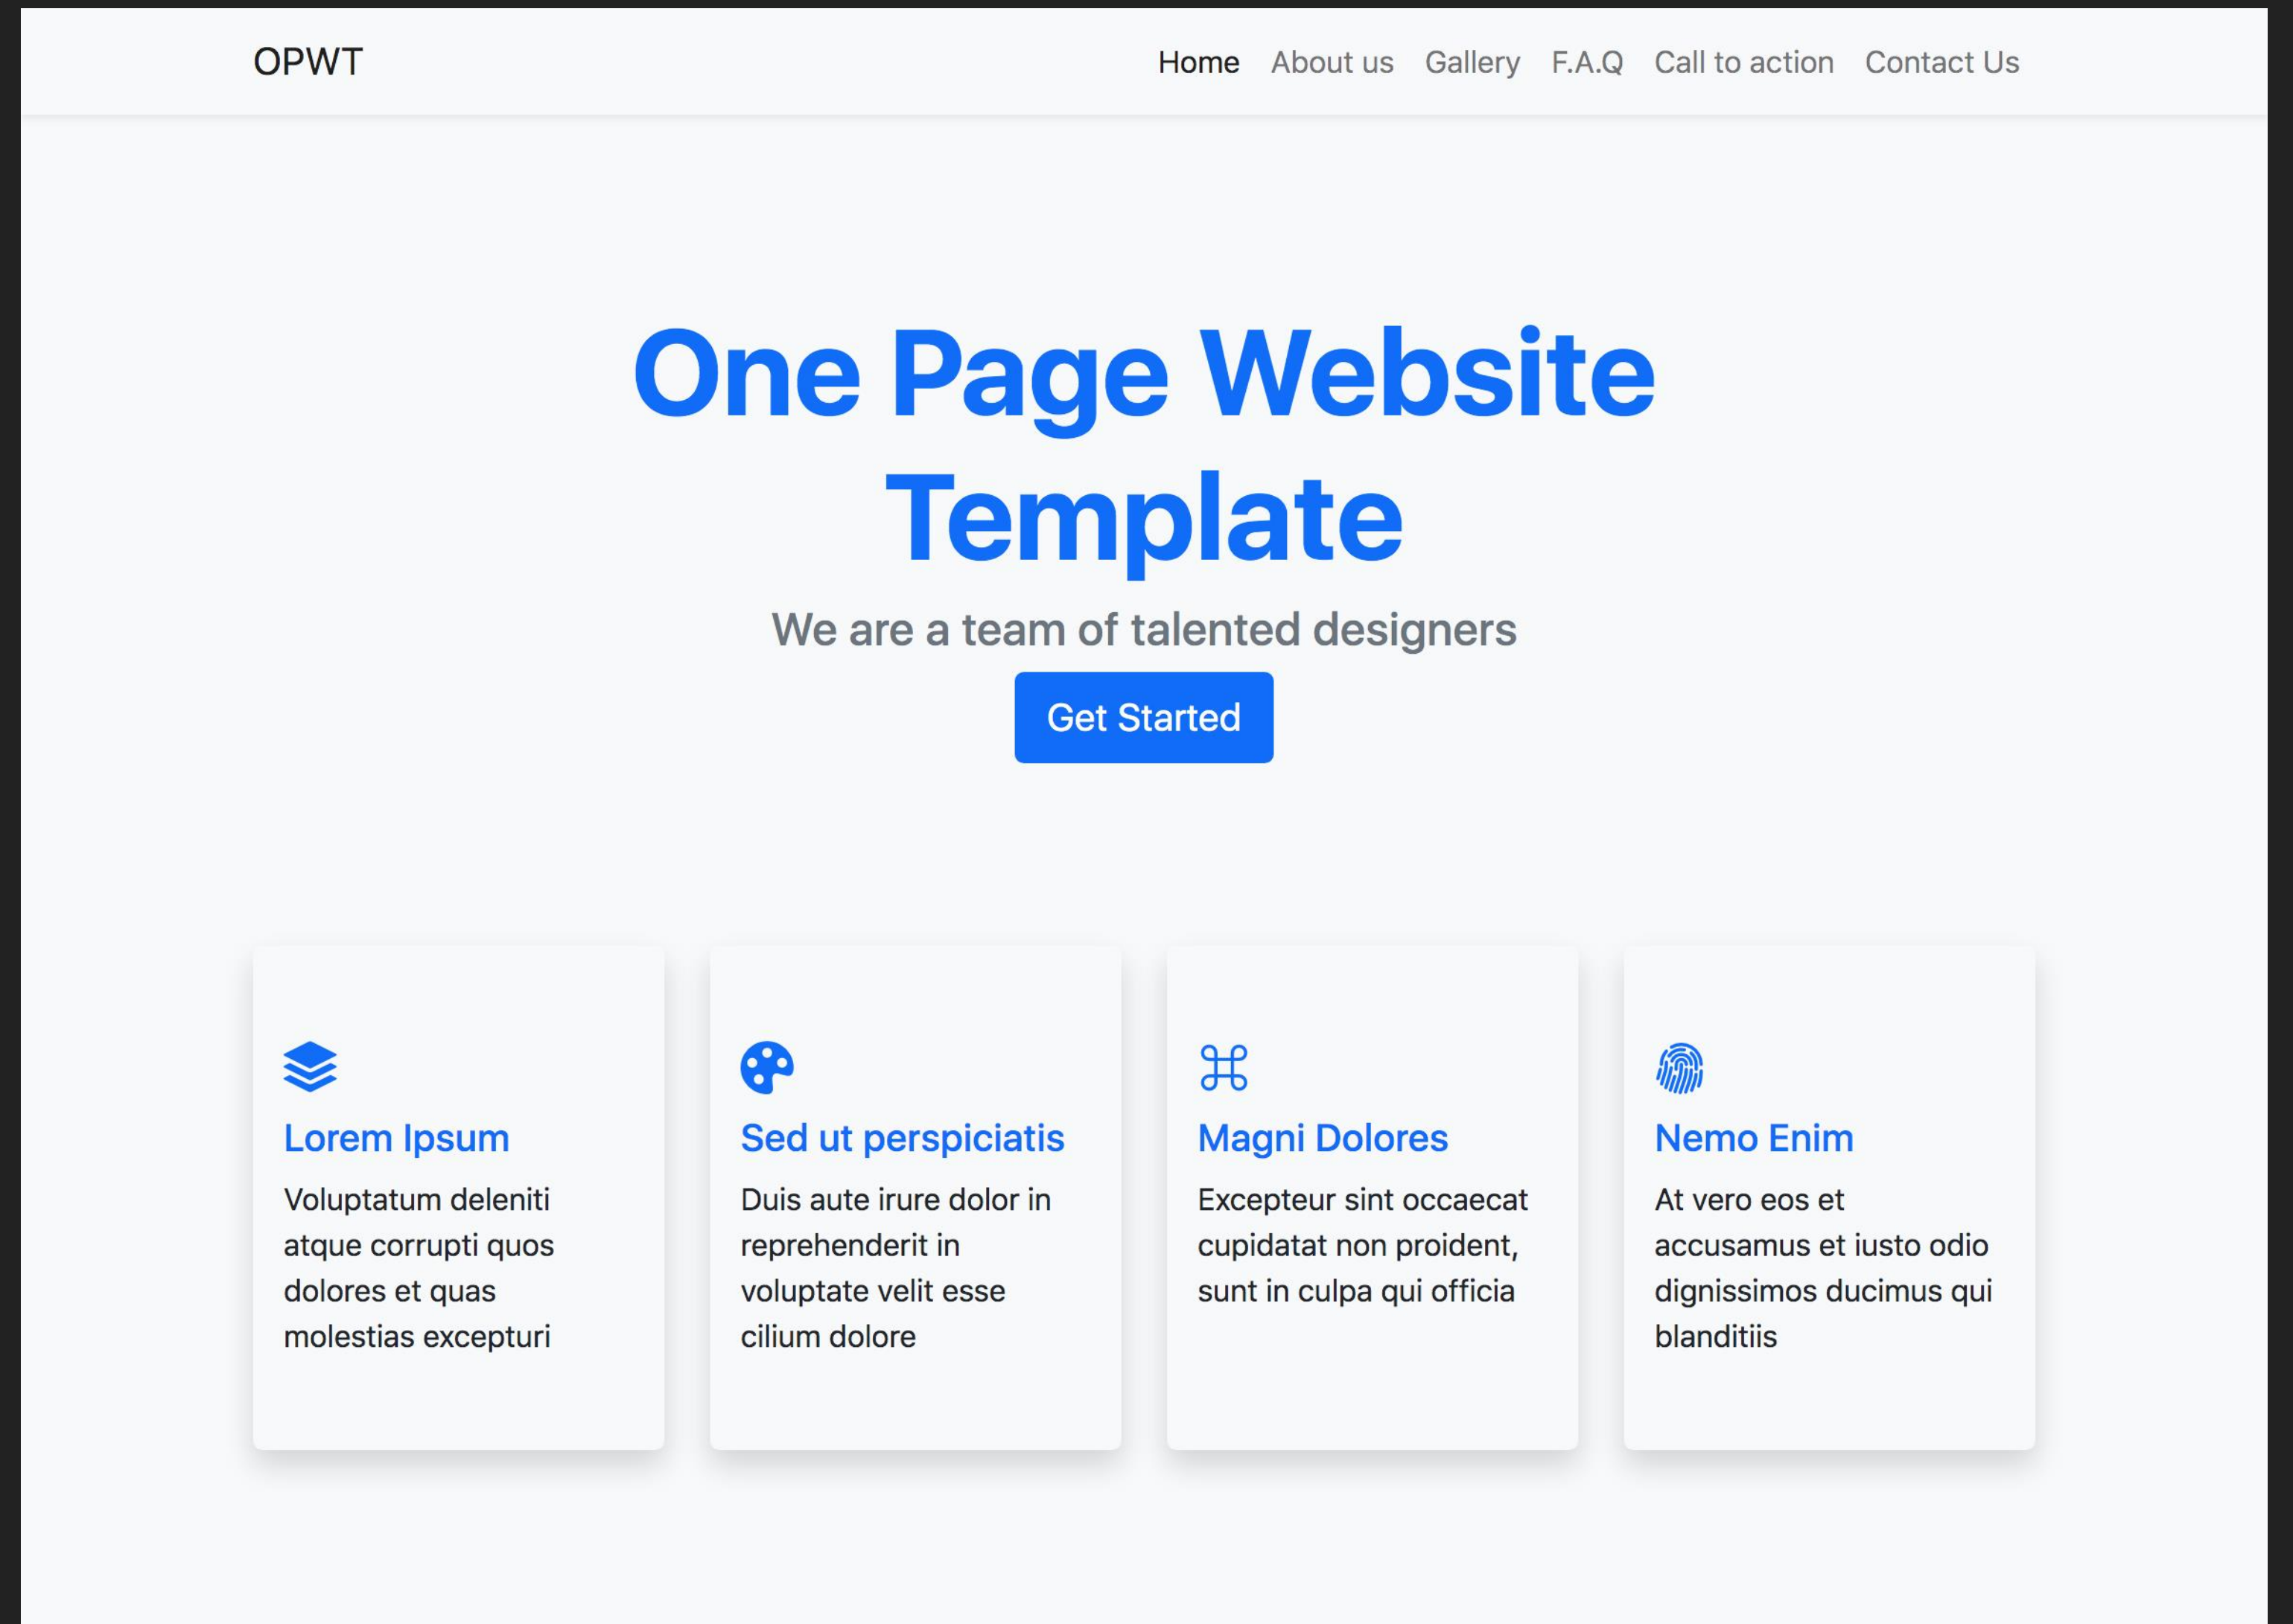 OPWT
Home About us Gallery F.A.Q Call to action Contact Us
One Page Website
Template
We are a team of talented designers
Get Started
Lorem Ipsum
Voluptatum deleniti
atque corrupti quos
dolores et quas
molestias excepturi
Sed ut perspiciatis
Duis aute irure dolor in
reprehenderit in
voluptate velit esse
cilium dolore
Magni Dolores
Excepteur sint occaecat
cupidatat non proident,
sunt in culpa qui officia
Nemo Enim
At vero eos et
accusamus et iusto odio
dignissimos ducimus qui
blanditiis